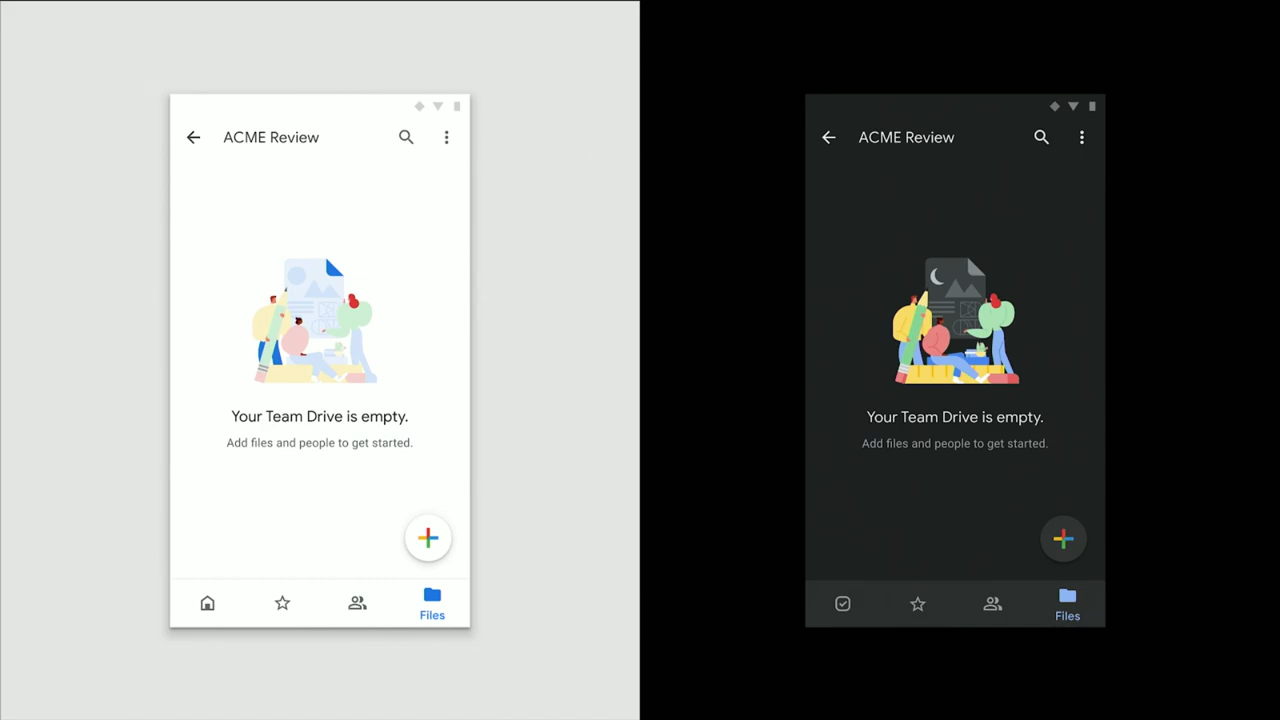 ACME Review
Your Team Drive is empty.
Add files and people to get started.
Files
ACME Review
Your Team Drive is empty.
Add files and people to get started.
Files